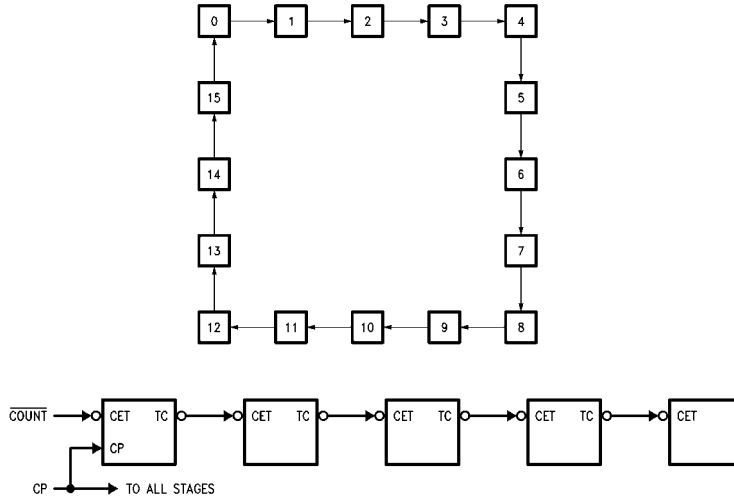 0 1 2 3 4
15 5
14 6
13 7
12 11 10 9 8
COUNT CET TC CET TC CET TC CET TC CET
CP
CP TO ALL STAGES